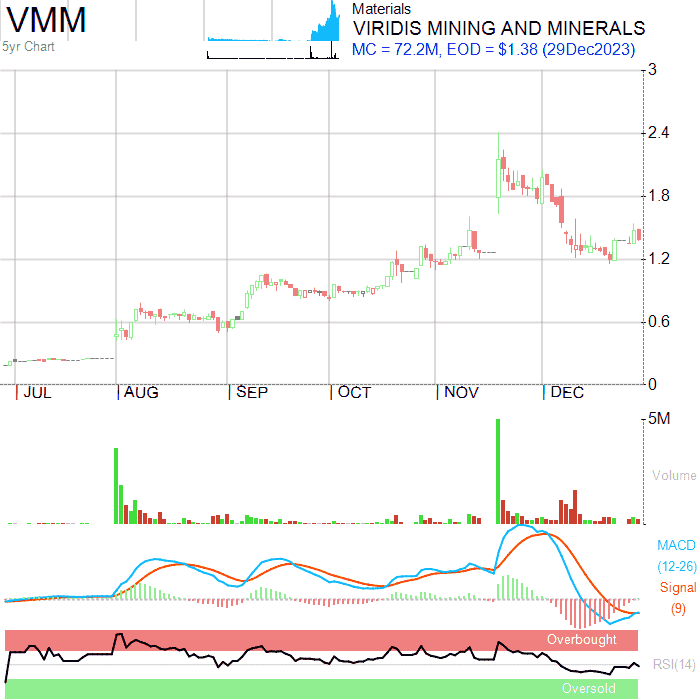 VMM
5yr Chart
Materials
VIRIDIS MINING AND MINERALS
MC = 72.2M, EOD = $1.38 (29Dec2023)
3
2.4
1.8
1.2
0.6
0
JUL AUG SEP OCT NOV DEC
5M
Volume
MACD
(12-26)
Signal
(9)
Overbought
RSI(14)
Oversold